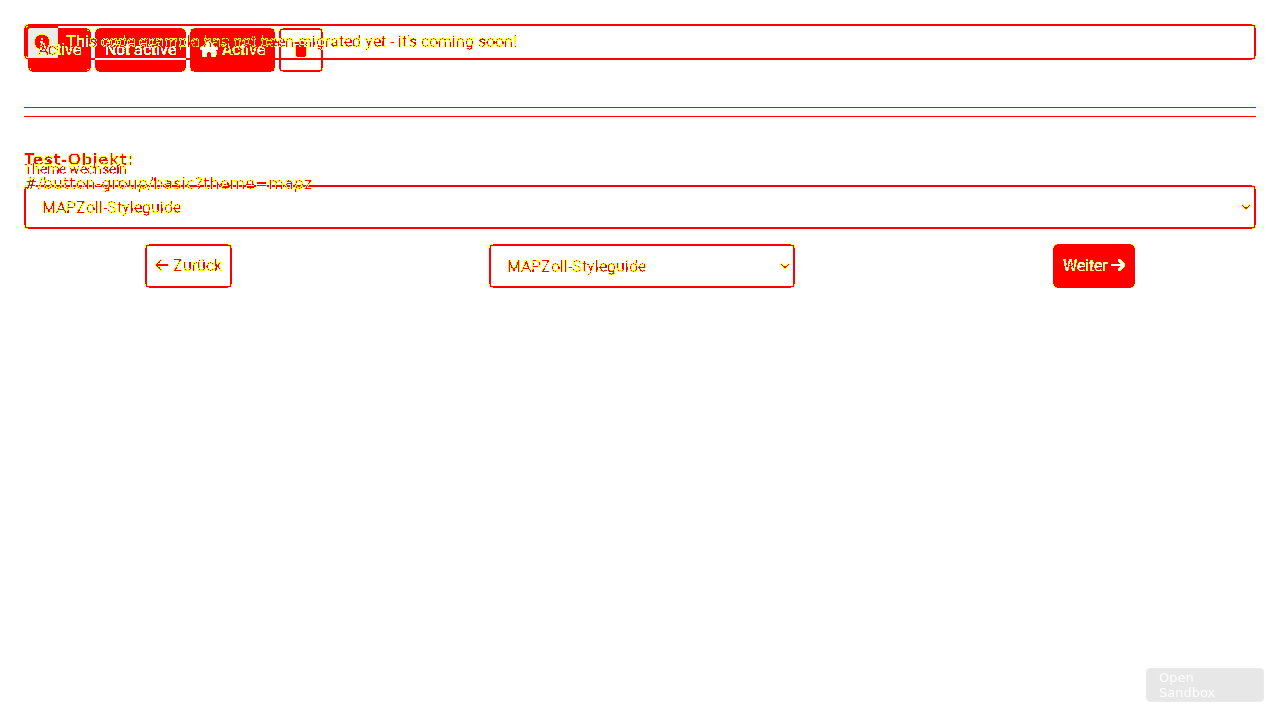 This code example has not been migrated yet - it's coming soon!
Active Not active Active
Test-Objekt:
Theme wechseln
#/button-group/basic?theme=mapz
MAPZoll-Styleguide
← Zurück MAPZoll-Styleguide Weiter →
Open
Sandbox